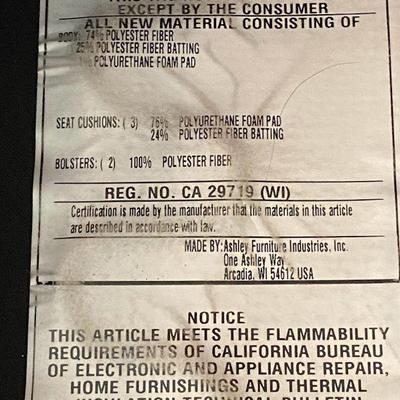 EXCEPT BY THE CONSUMER
ALL NEW MATERIAL CONSISTING OF
BODY: 74% POLYESTER FIBER
25% POLYESTER FIBER BATTING
1% POLYURETHANE FOAM PAD
SEAT CUSHIONS: ( 3) 76% POLYURETHANE FOAM PAD
24% POLYESTER FIBER BATTING
BOLSTERS: ( 2) 100% POLYESTER FIBER
REG. NO. CA 29719 (WI)
Certification is made by the manufacturer that the materials in this article
are described in accordance with law.
MADE BY: Ashley Furniture Industries, Inc.
One Ashley Way
Arcadia, WI 54612 USA
NOTICE
THIS ARTICLE MEETS THE FLAMMABILITY
REQUIREMENTS OF CALIFORNIA BUREAU
OF ELECTRONIC AND APPLIANCE REPAIR,
HOME FURNISHINGS AND THERMAL
INSULATION TECHNICAL BULLETIN